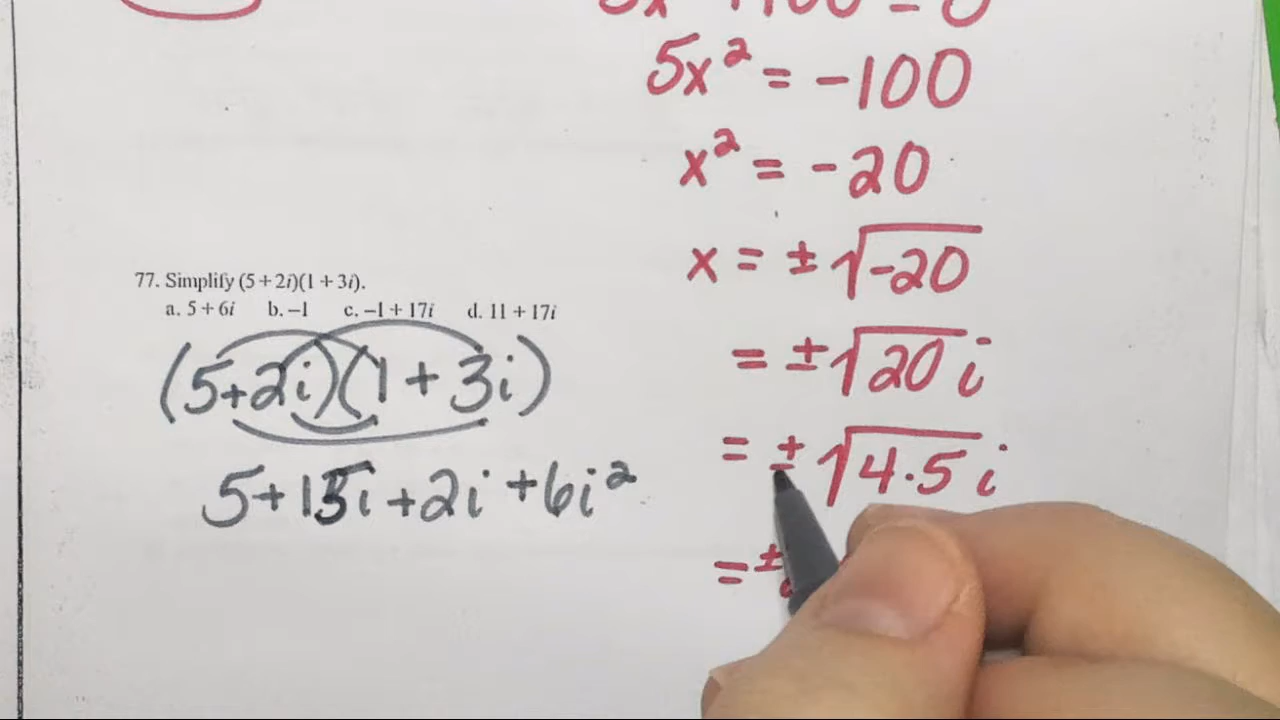 5x² = -100
x² = -20
x = ±√-20
= ±√20 i
= ±√4·5 i
= ±
77. Simplify (5 + 2i)(1 + 3i).
a. 5 + 6i b. –1 c. –1 + 17i d. 11 + 17i
(5+2i)(1+3i)
5+15i+2i+6i²